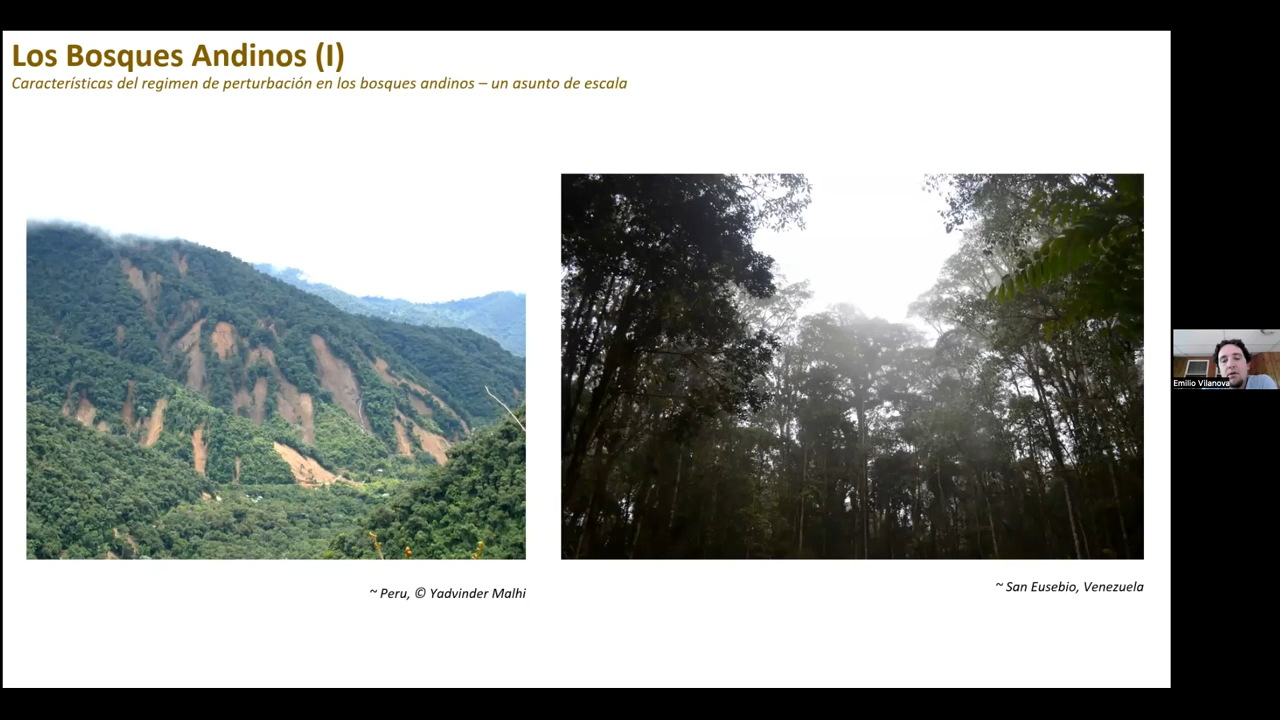 Los Bosques Andinos (I)
Características del regimen de perturbación en los bosques andinos – un asunto de escala
~ Peru, © Yadvinder Malhi
~ San Eusebio, Venezuela
Emilio Vilanova